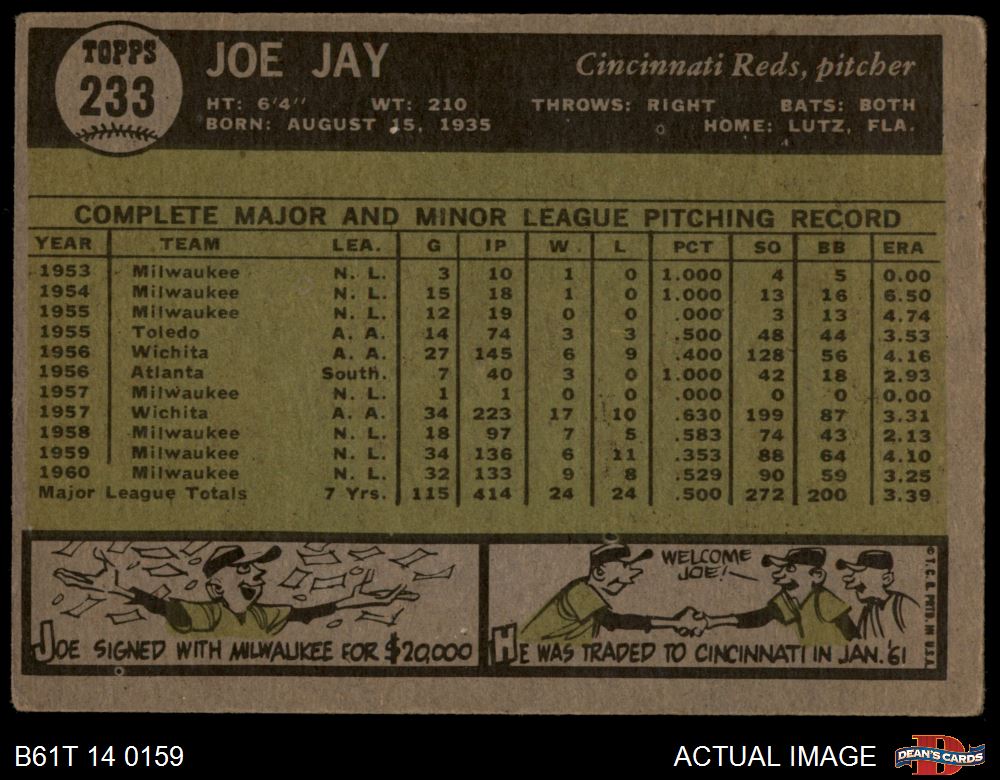 TOPPS
233
JOE JAY
Cincinnati Reds, pitcher
HT: 6'4" WT: 210 THROWS: RIGHT BATS: BOTH
BORN: AUGUST 15, 1935 HOME: LUTZ, FLA.
COMPLETE MAJOR AND MINOR LEAGUE PITCHING RECORD
YEAR TEAM LEA. G IP W L PCT SO BB ERA
1953 Milwaukee N. L. 3 10 1 0 1.000 4 5 0.00
1954 Milwaukee N. L. 15 18 1 0 1.000 13 16 6.50
1955 Milwaukee N. L. 12 19 0 0 .000 3 13 4.74
1955 Toledo A. A. 14 74 3 3 .500 48 44 3.53
1956 Wichita A. A. 27 145 6 9 .400 128 56 4.16
1956 Atlanta South. 7 40 3 0 1.000 42 18 2.93
1957 Milwaukee N. L. 1 1 0 0 .000 0 0 0.00
1957 Wichita A. A. 34 223 17 10 .630 199 87 3.31
1958 Milwaukee N. L. 18 97 7 5 .583 74 43 2.13
1959 Milwaukee N. L. 34 136 6 11 .353 88 64 4.10
1960 Milwaukee N. L. 32 133 9 8 .529 90 59 3.25
Major League Totals 7 Yrs. 115 414 24 24 .500 272 200 3.39
JOE SIGNED WITH MILWAUKEE FOR $20,000
WELCOME
JOE!
HE WAS TRADED TO CINCINNATI IN JAN. '61
© T. C. G. PRTD. IN U.S.A.
B61T 14 0159
ACTUAL IMAGE
D
DEAN'S CARDS